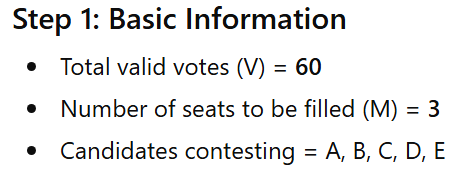 Step 1: Basic Information
• Total valid votes (V) = 60
• Number of seats to be filled (M) = 3
• Candidates contesting = A, B, C, D, E